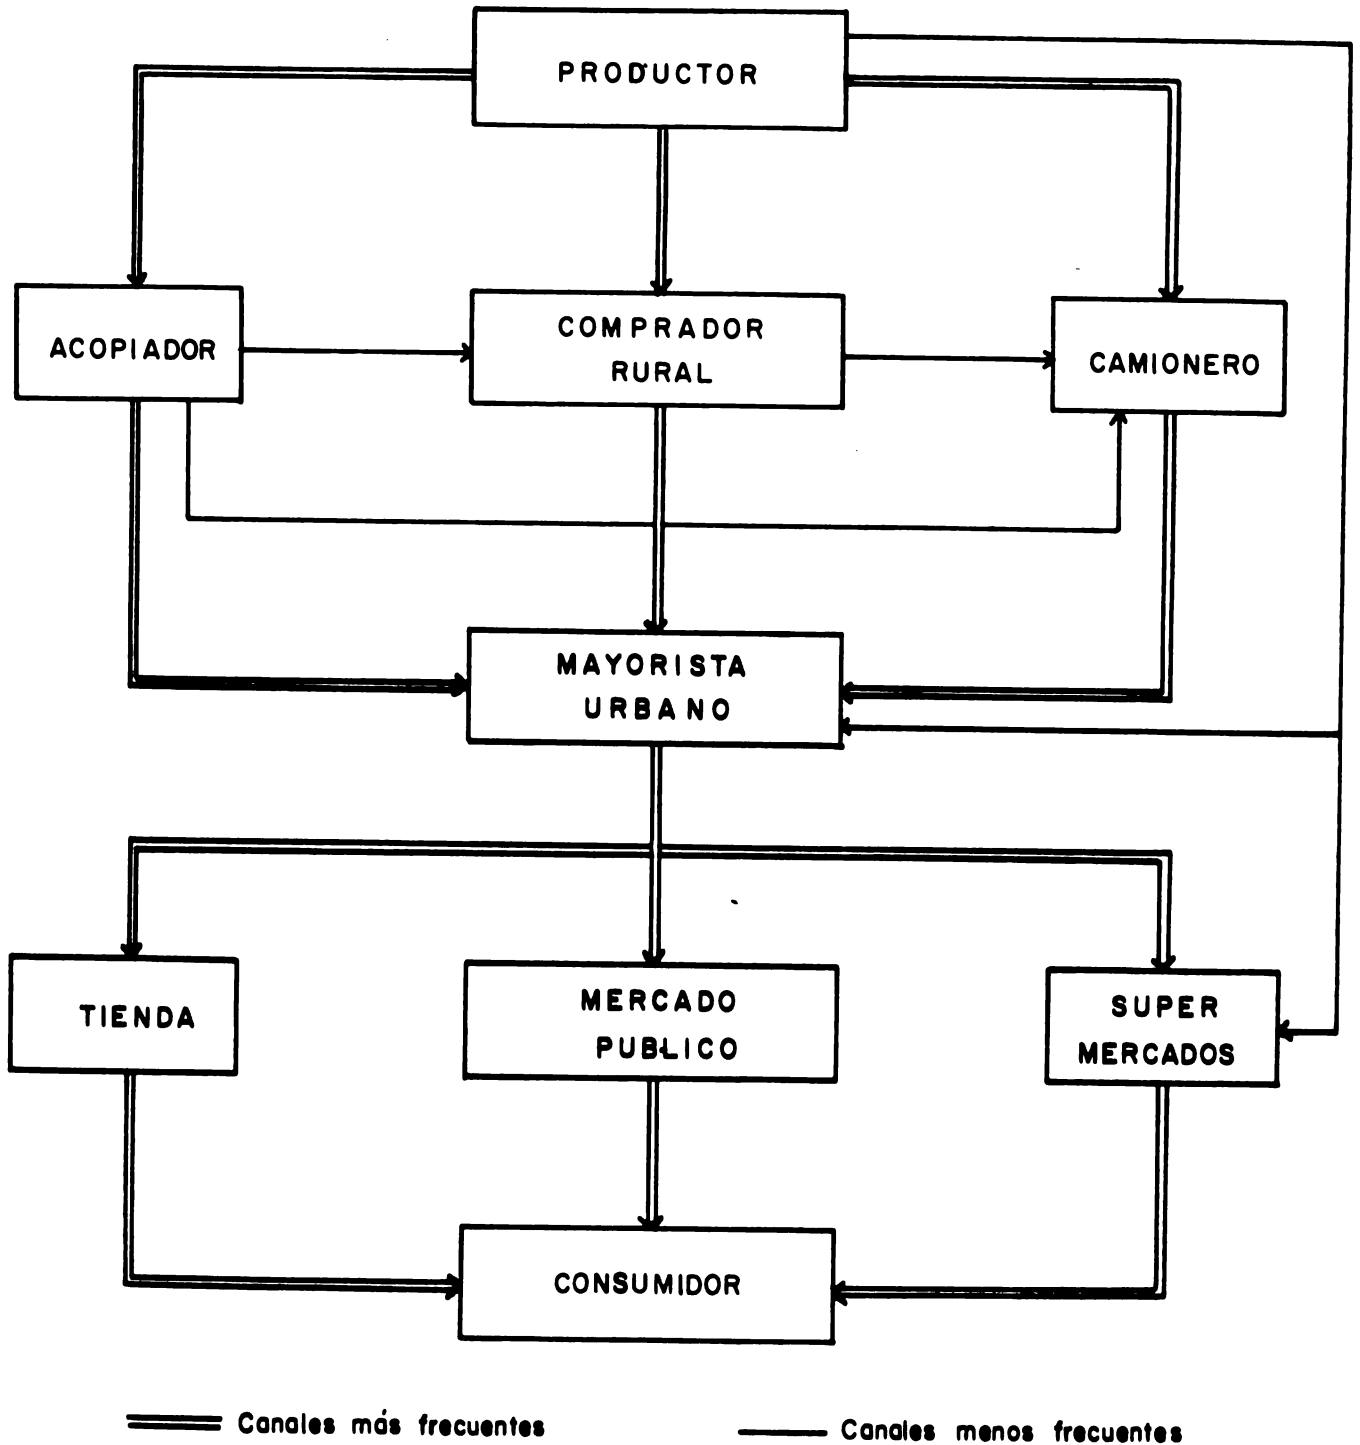 PRODUCTOR
ACOPIADOR
COMPRADOR
RURAL
CAMIONERO
MAYORISTA
URBANO
TIENDA
MERCADO
PUBLICO
SUPER
MERCADOS
CONSUMIDOR
Canales más frecuentes
Canales menos frecuentes